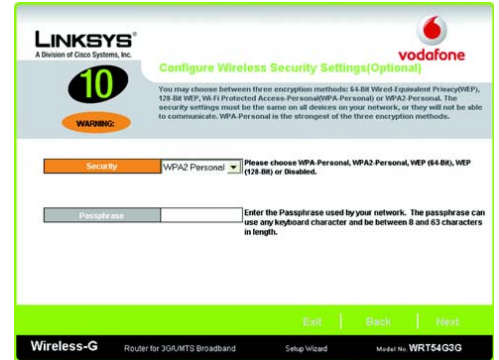 LINKSYS®
A Division of Cisco Systems, Inc.
vodafone
10
WARNING:
Configure Wireless Security Settings(Optional)
You may choose between three encryption methods: 64-Bit Wired-Equivalent Privacy(WEP),
128-Bit WEP, Wi-Fi Protected Access-Personal(WPA-Personal) or WPA2-Personal. The
security settings must be the same on all devices on your network, or they will not be able
to communicate. WPA-Personal is the strongest of the three encryption methods.
Security
WPA2 Personal
Please choose WPA-Personal, WPA2-Personal, WEP (64-Bit), WEP
(128-Bit) or Disabled.
Passphrase
Enter the Passphrase used by your network. The passphrase can
use any keyboard character and be between 8 and 63 characters
in length.
Exit
Back
Next
Wireless-G Router for 3G/UMTS Broadband Setup Wizard Model No. WRT54G3G